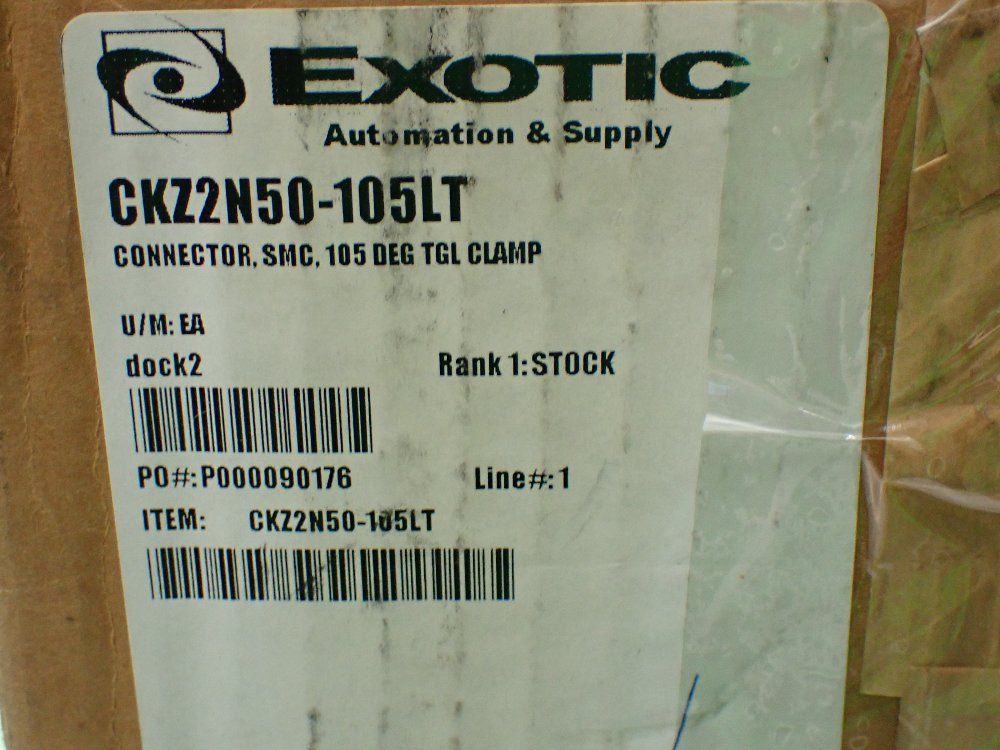 EXOTIC
Automation & Supply
CKZ2N50-105LT
CONNECTOR, SMC, 105 DEG TGL CLAMP
U/M: EA
dock2 Rank 1: STOCK
PO#: P000090176 Line#: 1
ITEM: CKZ2N50-105LT